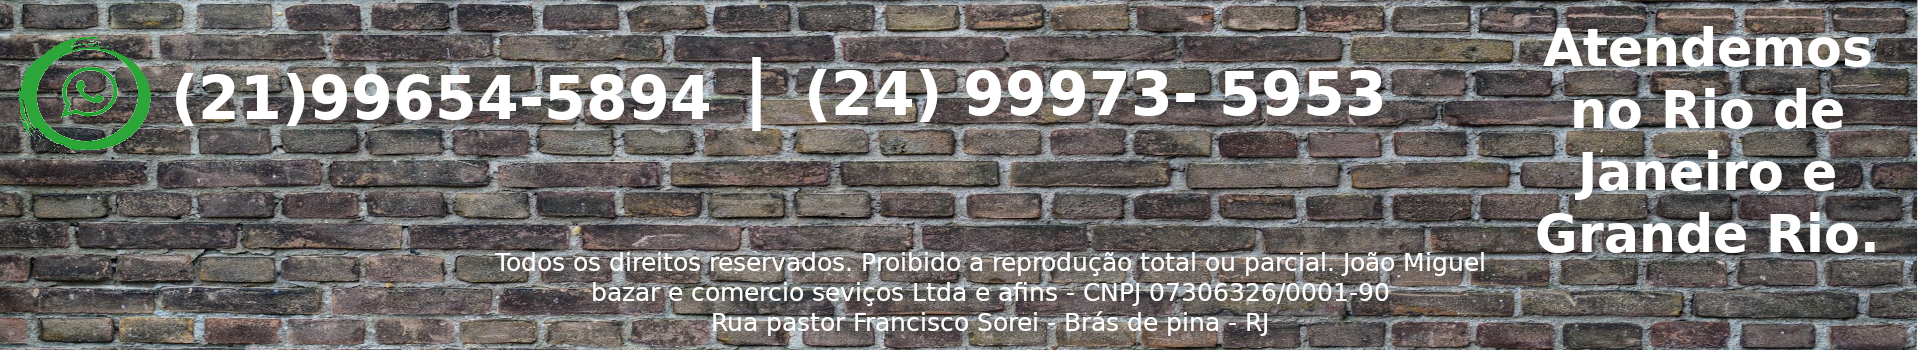 (21)99654-5894 | (24) 99973- 5953
Atendemos
no Rio de
Janeiro e
Grande Rio.
Todos os direitos reservados. Proibido a reprodução total ou parcial. João Miguel
bazar e comercio seviços Ltda e afins - CNPJ 07306326/0001-90
Rua pastor Francisco Sorei - Brás de pina - RJ